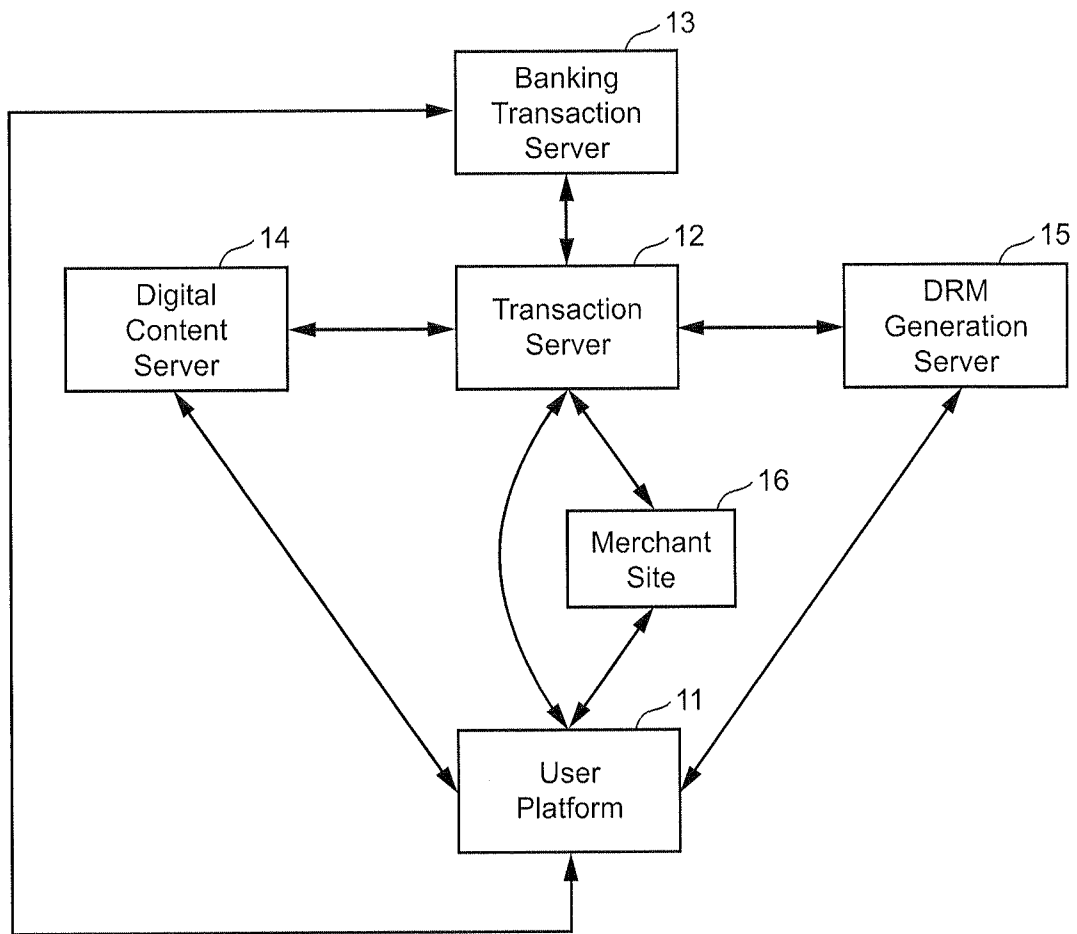 13
Banking
Transaction
Server
14
Digital
Content
Server
12
Transaction
Server
15
DRM
Generation
Server
16
Merchant
Site
11
User
Platform